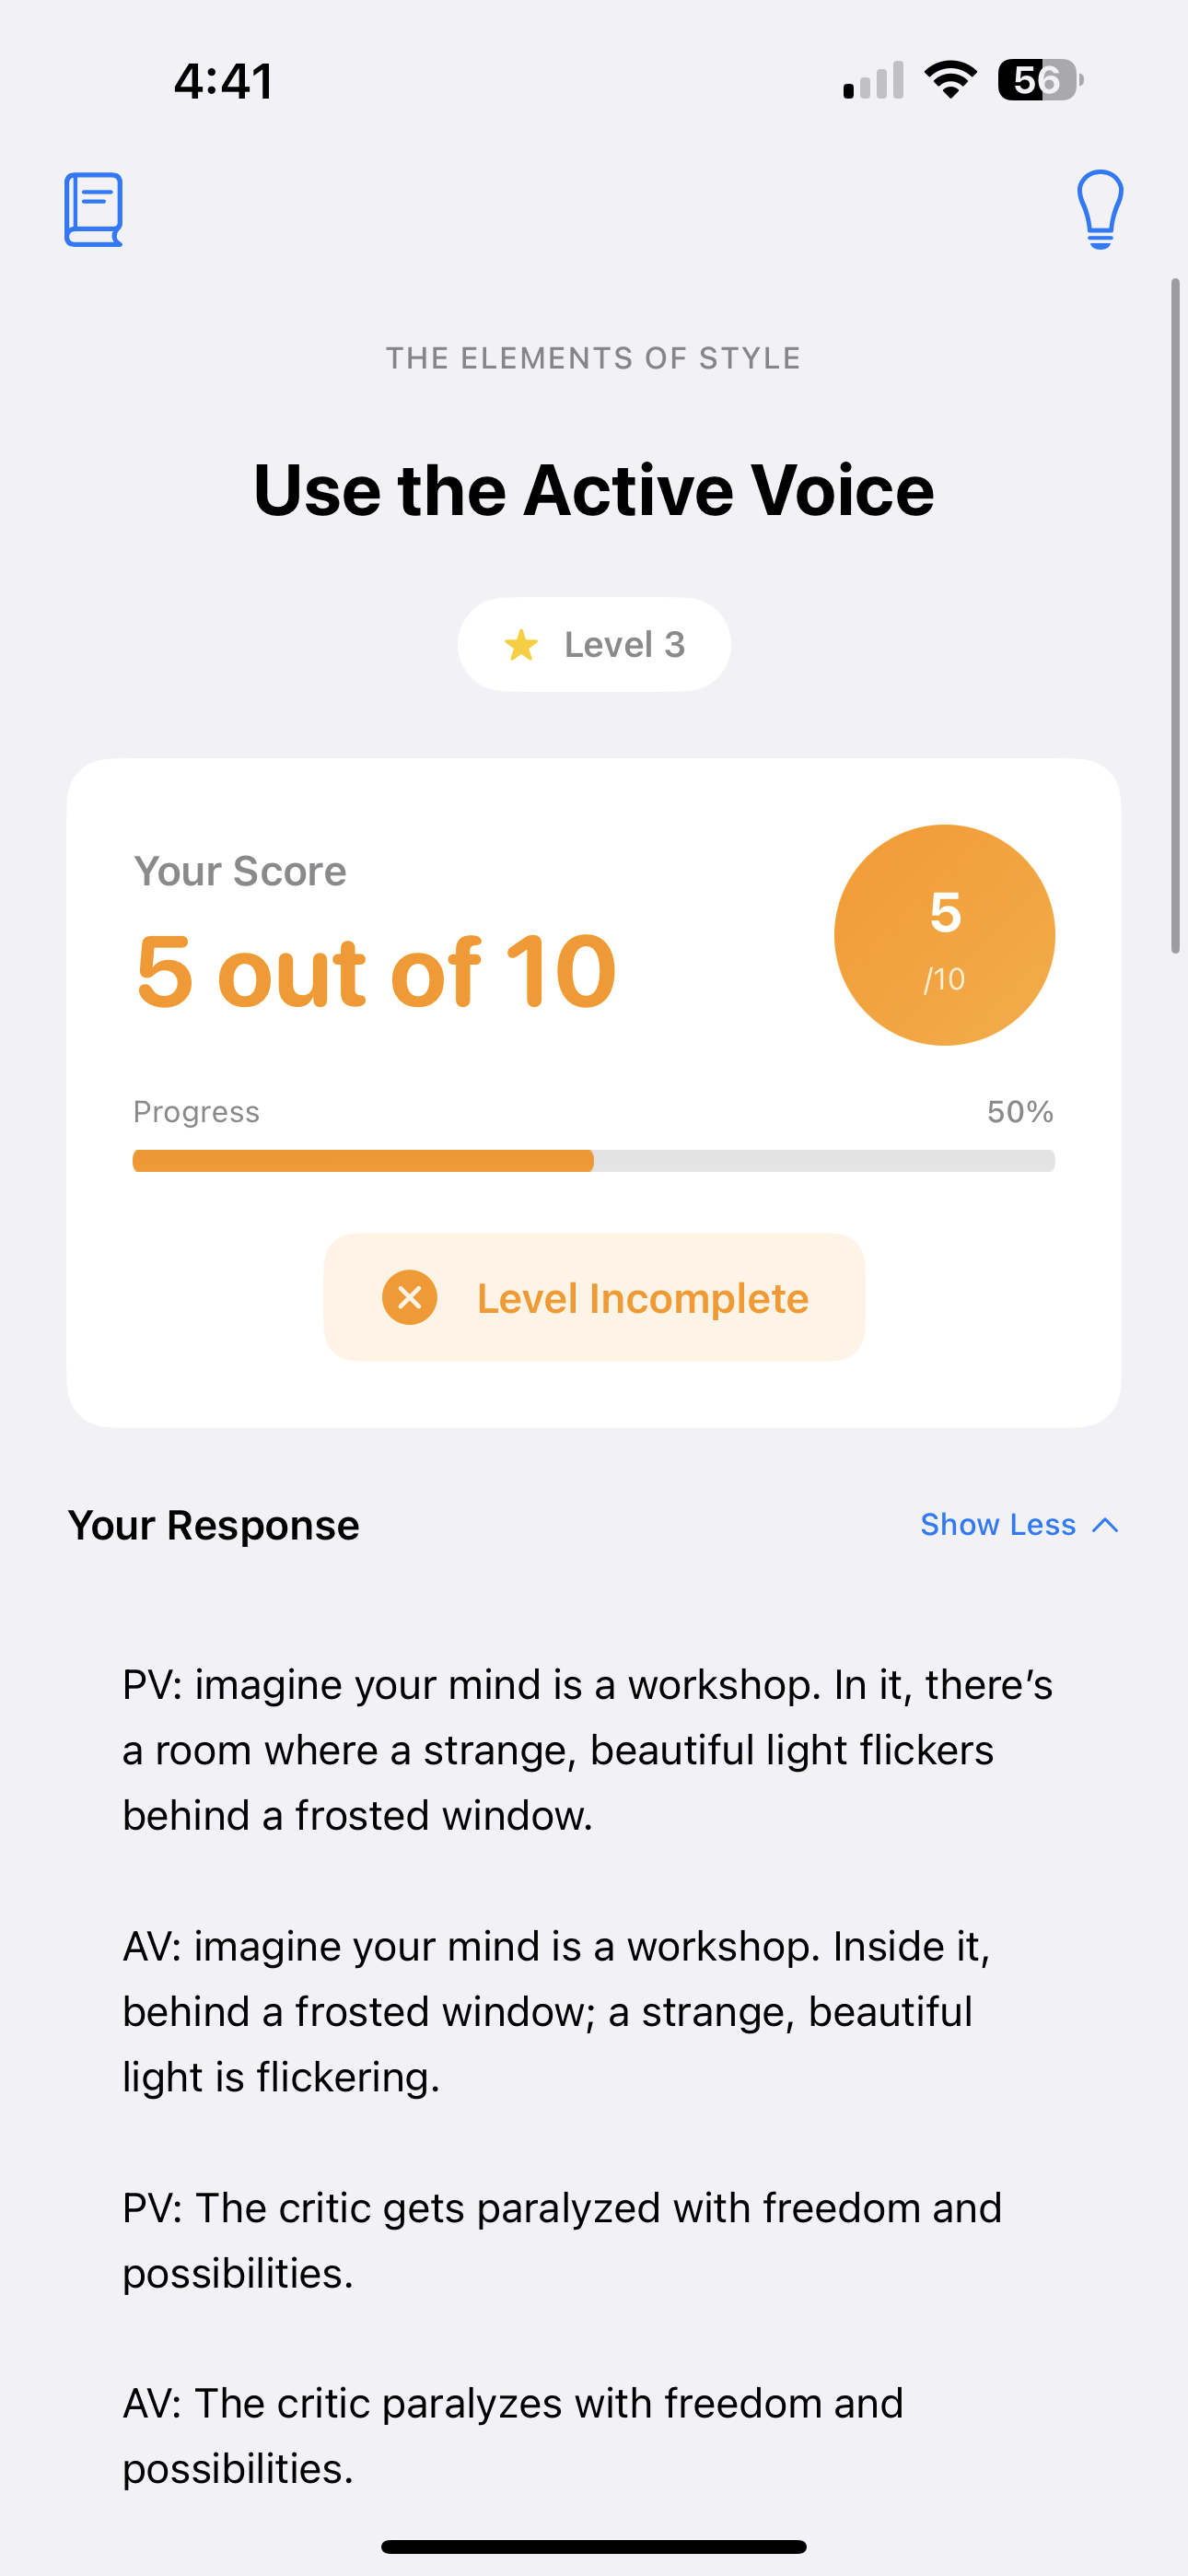 4:41
56
THE ELEMENTS OF STYLE
Use the Active Voice
Level 3
Your Score
5 out of 10
5
/10
Progress
50%
Level Incomplete
Your Response
Show Less
PV: imagine your mind is a workshop. In it, there’s
a room where a strange, beautiful light flickers
behind a frosted window.
AV: imagine your mind is a workshop. Inside it,
behind a frosted window; a strange, beautiful
light is flickering.
PV: The critic gets paralyzed with freedom and
possibilities.
AV: The critic paralyzes with freedom and
possibilities.